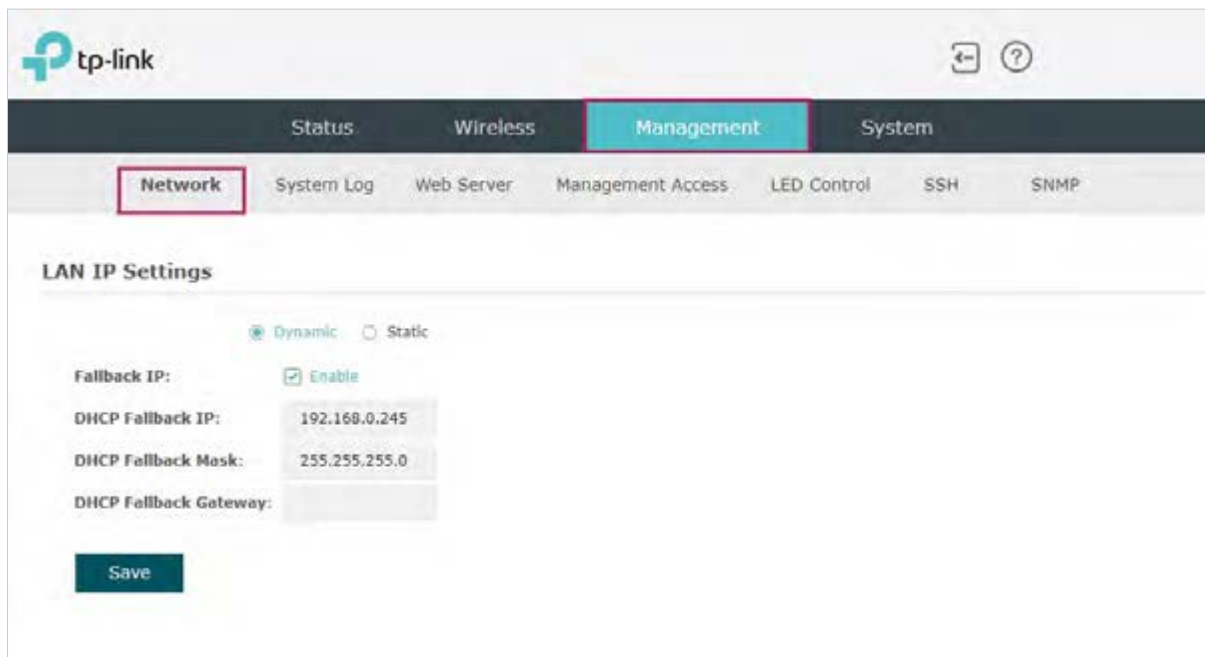 tp-link
Status Wireless Management System
Network System Log Web Server Management Access LED Control SSH SNMP
LAN IP Settings
Dynamic Static
Fallback IP: Enable
DHCP Fallback IP: 192.168.0.245
DHCP Fallback Mask: 255.255.255.0
DHCP Fallback Gateway:
Save